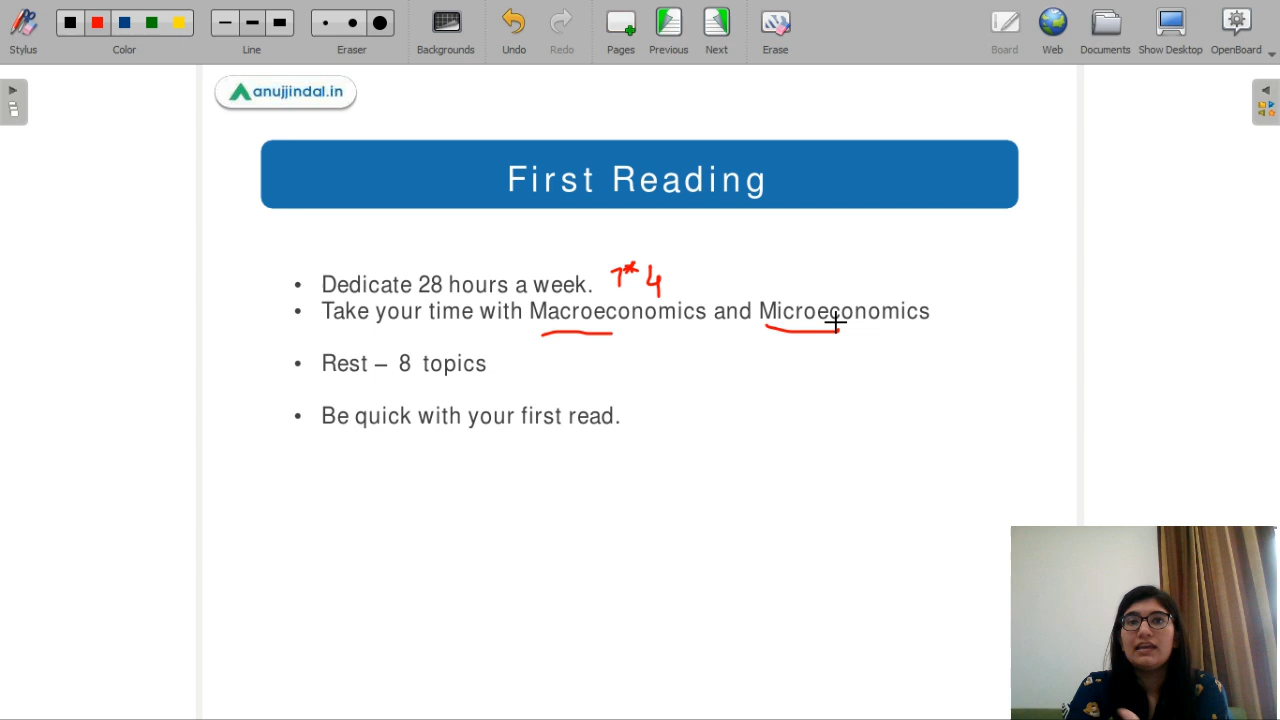 Stylus
Color
Line
Eraser
Backgrounds
Undo
Redo
Pages
Previous
Next
Erase
Board
Web
Documents
Show Desktop
OpenBoard
anujjindal.in
First Reading
• Dedicate 28 hours a week. 7*4
• Take your time with Macroeconomics and Microeconomics
• Rest – 8 topics
• Be quick with your first read.